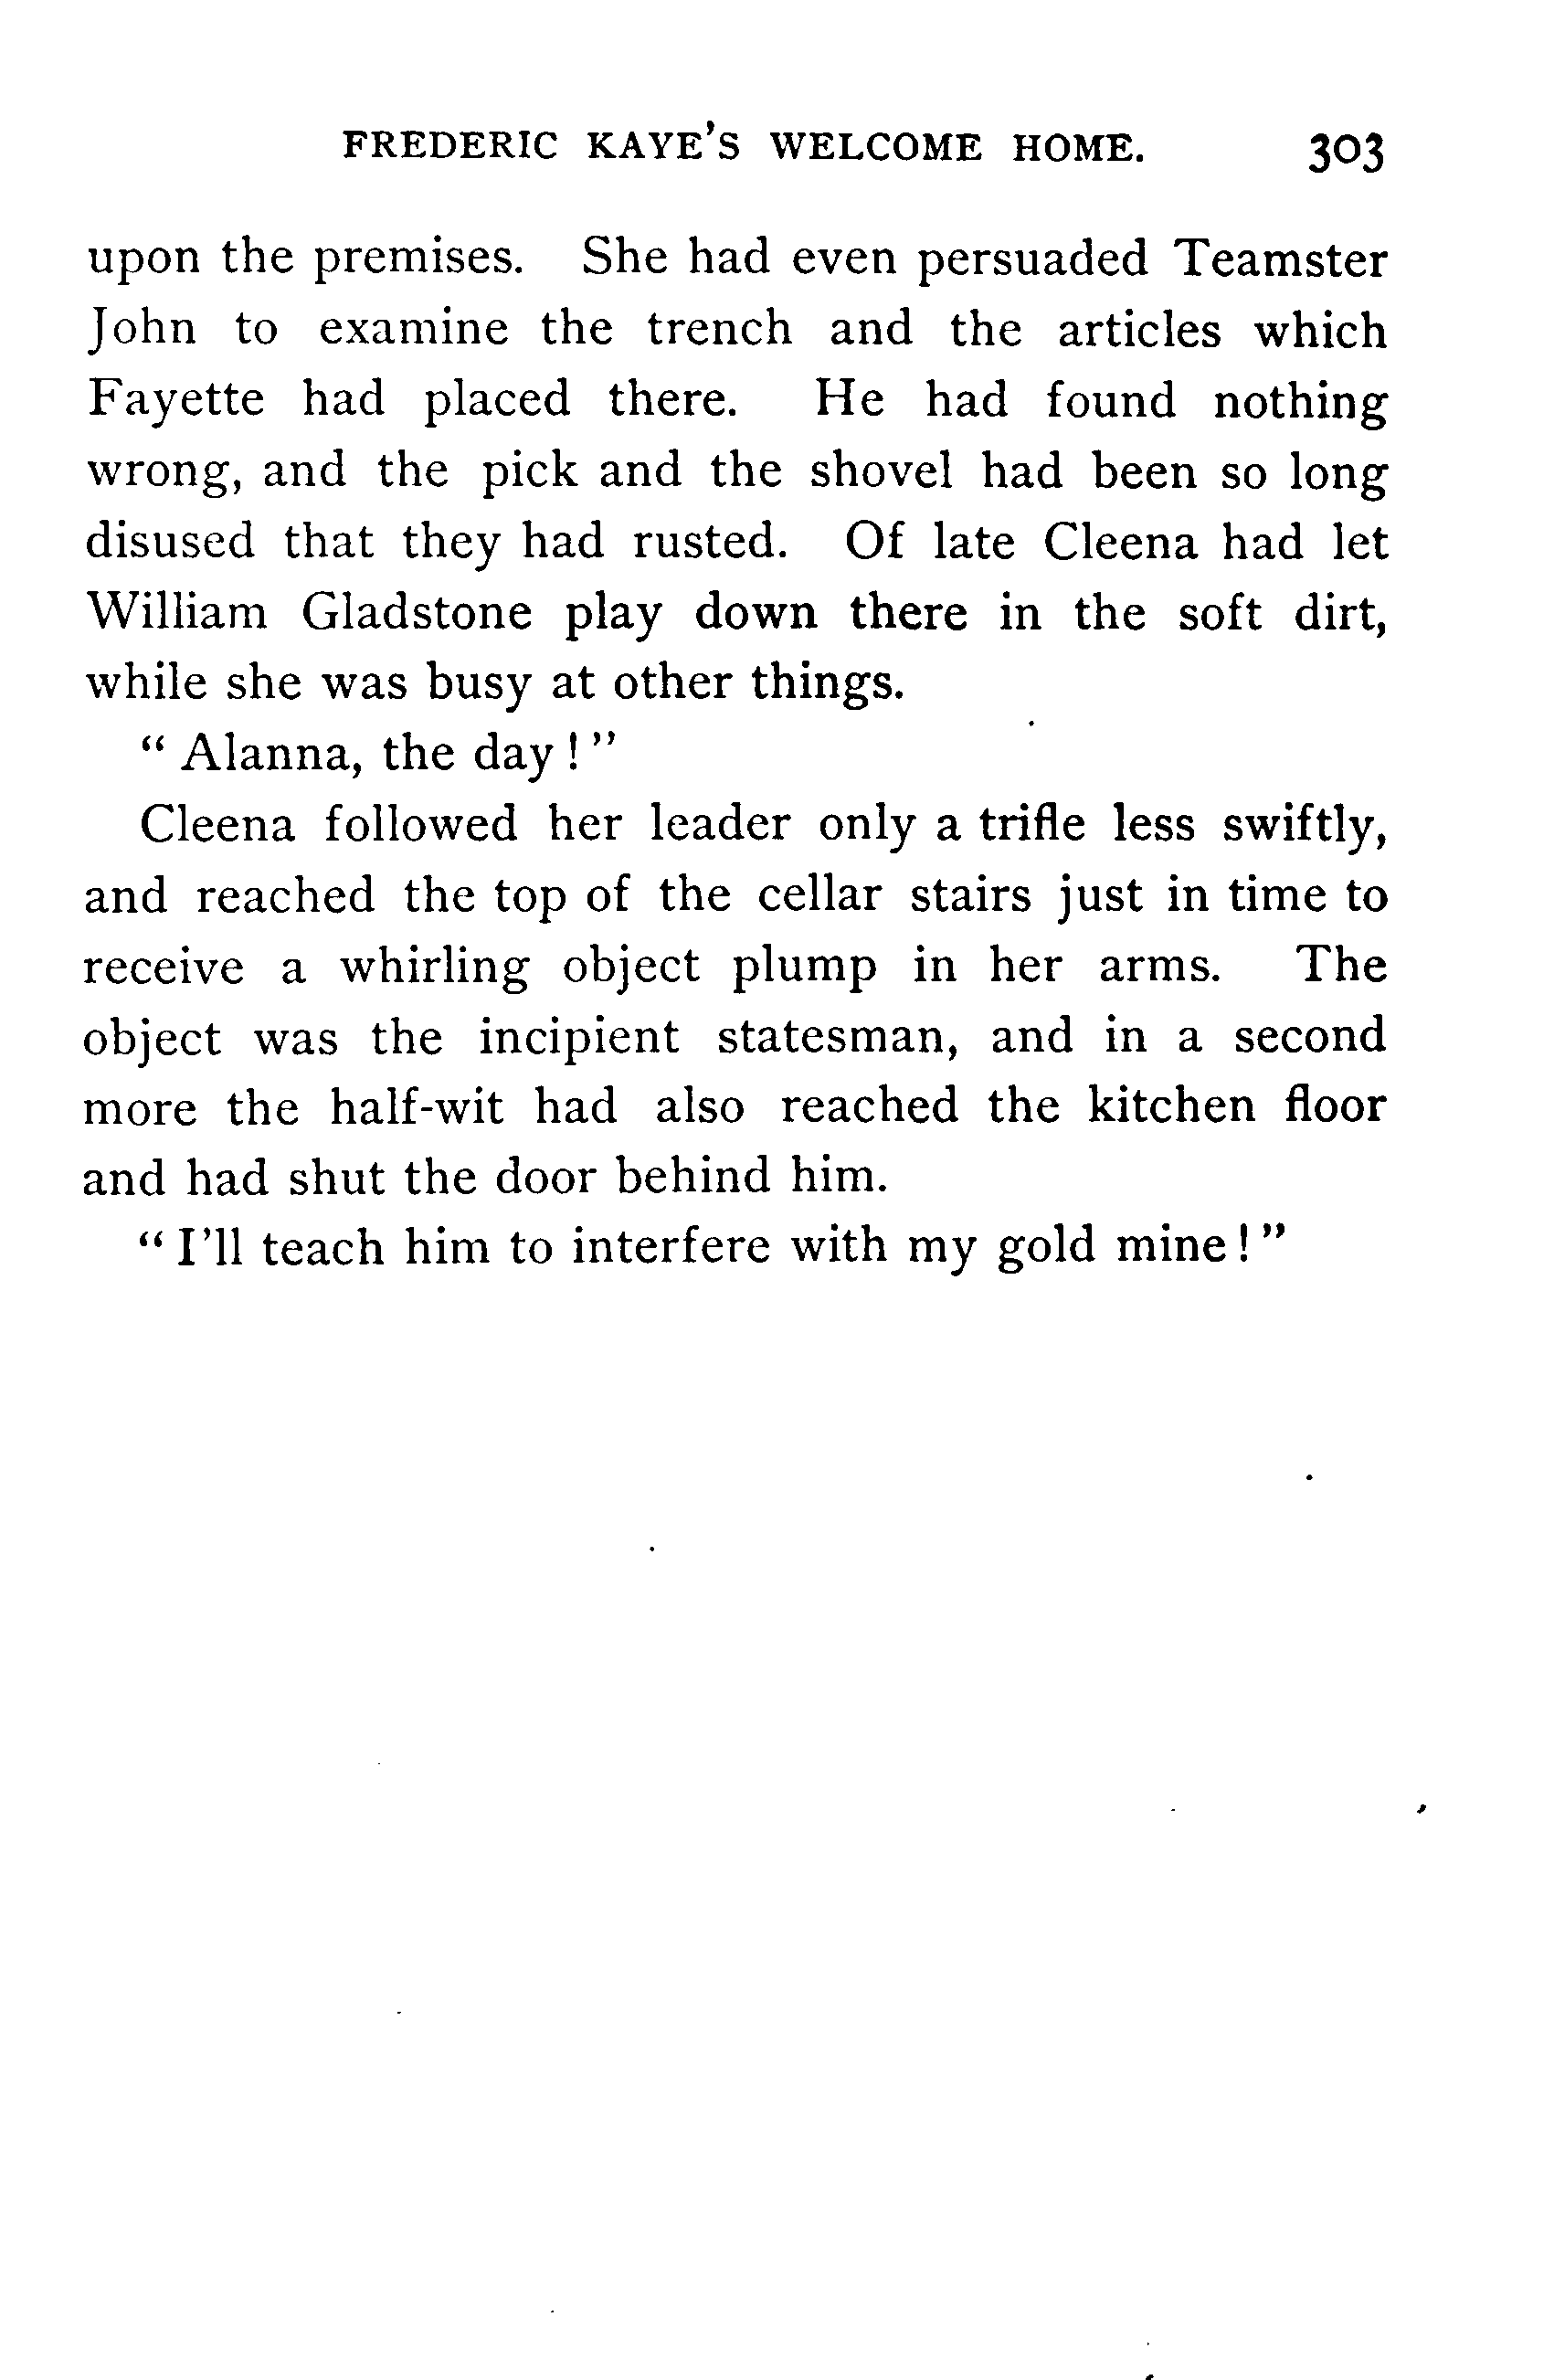 FREDERIC KAYE'S WELCOME HOME. 303
upon the premises. She had even persuaded Teamster
John to examine the trench and the articles which
Fayette had placed there. He had found nothing
wrong, and the pick and the shovel had been so long
disused that they had rusted. Of late Cleena had let
William Gladstone play down there in the soft dirt,
while she was busy at other things.
“ Alanna, the day ! ”
Cleena followed her leader only a trifle less swiftly,
and reached the top of the cellar stairs just in time to
receive a whirling object plump in her arms. The
object was the incipient statesman, and in a second
more the half-wit had also reached the kitchen floor
and had shut the door behind him.
“ I’ll teach him to interfere with my gold mine ! ”